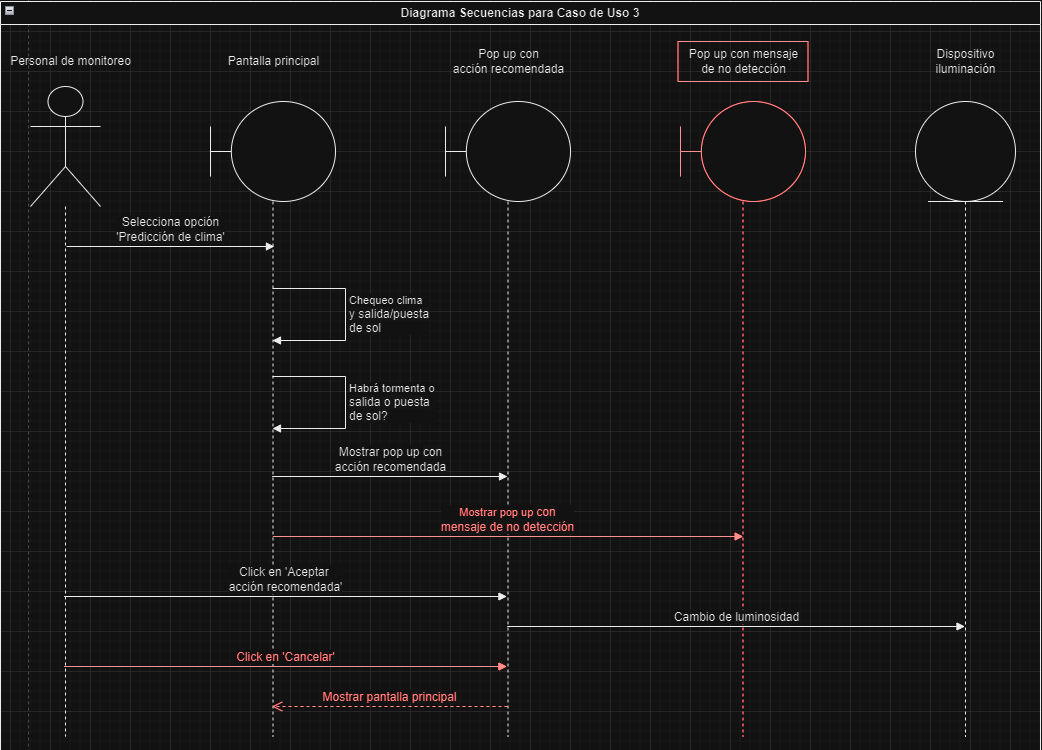 Diagrama Secuencias para Caso de Uso 3
Personal de monitoreo
Pantalla principal
Pop up con
acción recomendada
Pop up con mensaje
de no detección
Dispositivo
iluminación
Selecciona opción
'Predicción de clima'
Chequeo clima
y salida/puesta
de sol
Habrá tormenta o
salida o puesta
de sol?
Mostrar pop up con
acción recomendada
Mostrar pop up con
mensaje de no detección
Click en 'Aceptar
acción recomendada'
Cambio de luminosidad
Click en 'Cancelar'
Mostrar pantalla principal